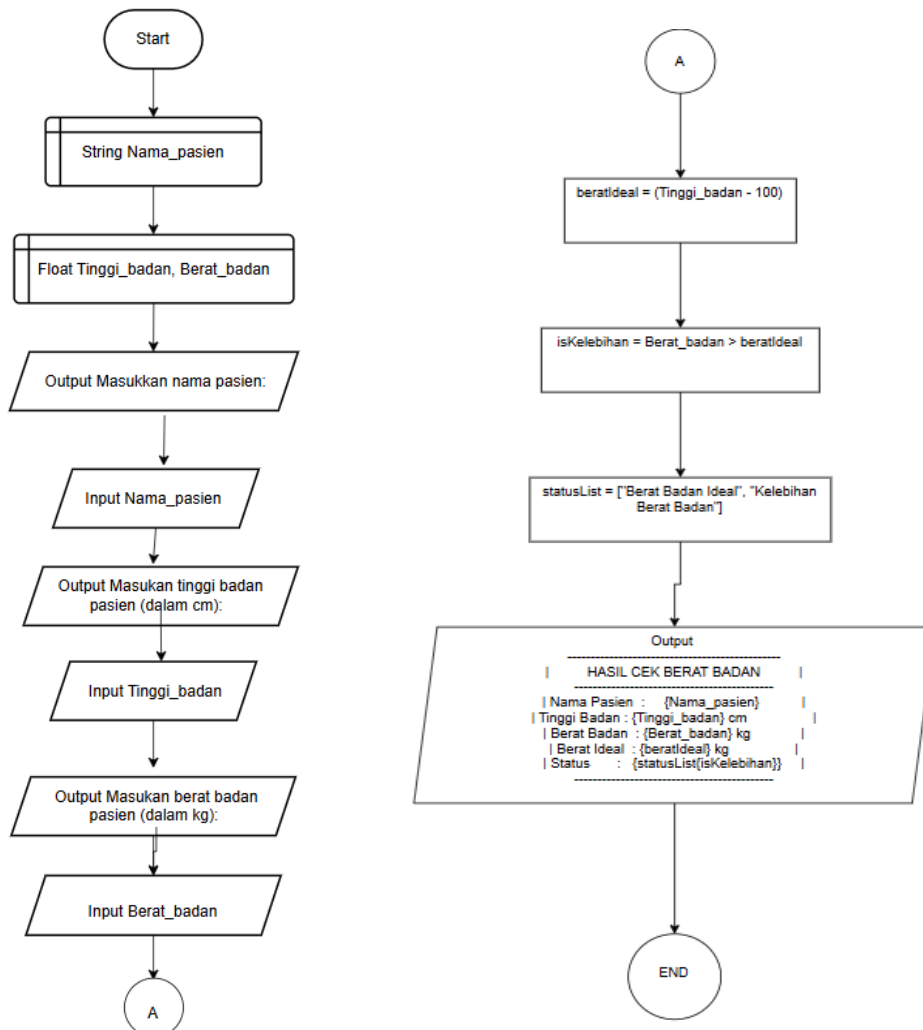 Start
String Nama_pasien
Float Tinggi_badan, Berat_badan
Output Masukkan nama pasien:
Input Nama_pasien
Output Masukan tinggi badan
pasien (dalam cm):
Input Tinggi_badan
Output Masukan berat badan
pasien (dalam kg):
Input Berat_badan
A
A
beratIdeal = (Tinggi_badan - 100)
isKelebihan = Berat_badan > beratIdeal
statusList = ["Berat Badan Ideal", "Kelebihan
Berat Badan"]
Output
---------------------------------------------
| HASIL CEK BERAT BADAN |
---------------------------------------------
| Nama Pasien : {Nama_pasien} |
| Tinggi Badan : {Tinggi_badan} cm |
| Berat Badan : {Berat_badan} kg |
| Berat Ideal : {beratIdeal} kg |
| Status : {statusList{isKelebihan}} |
---------------------------------------------
END